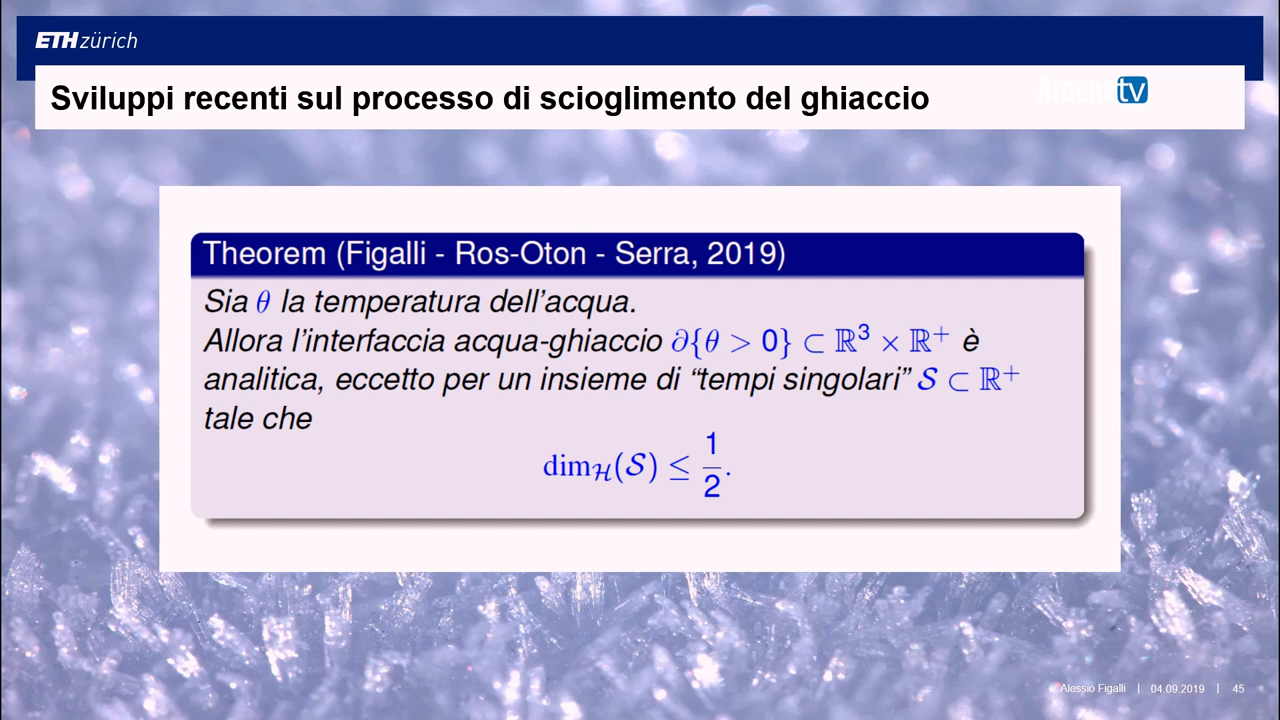 ETH zürich
Sviluppi recenti sul processo di scioglimento del ghiaccio
Aracne tv
Theorem (Figalli - Ros-Oton - Serra, 2019)
Sia θ la temperatura dell'acqua.
Allora l'interfaccia acqua-ghiaccio ∂{θ > 0} ⊂ ℝ³ × ℝ⁺ è
analitica, eccetto per un insieme di “tempi singolari” 𝒮 ⊂ ℝ⁺
tale che
dim_ℋ(𝒮) ≤ 1/2.
Alessio Figalli | 04.09.2019 | 45